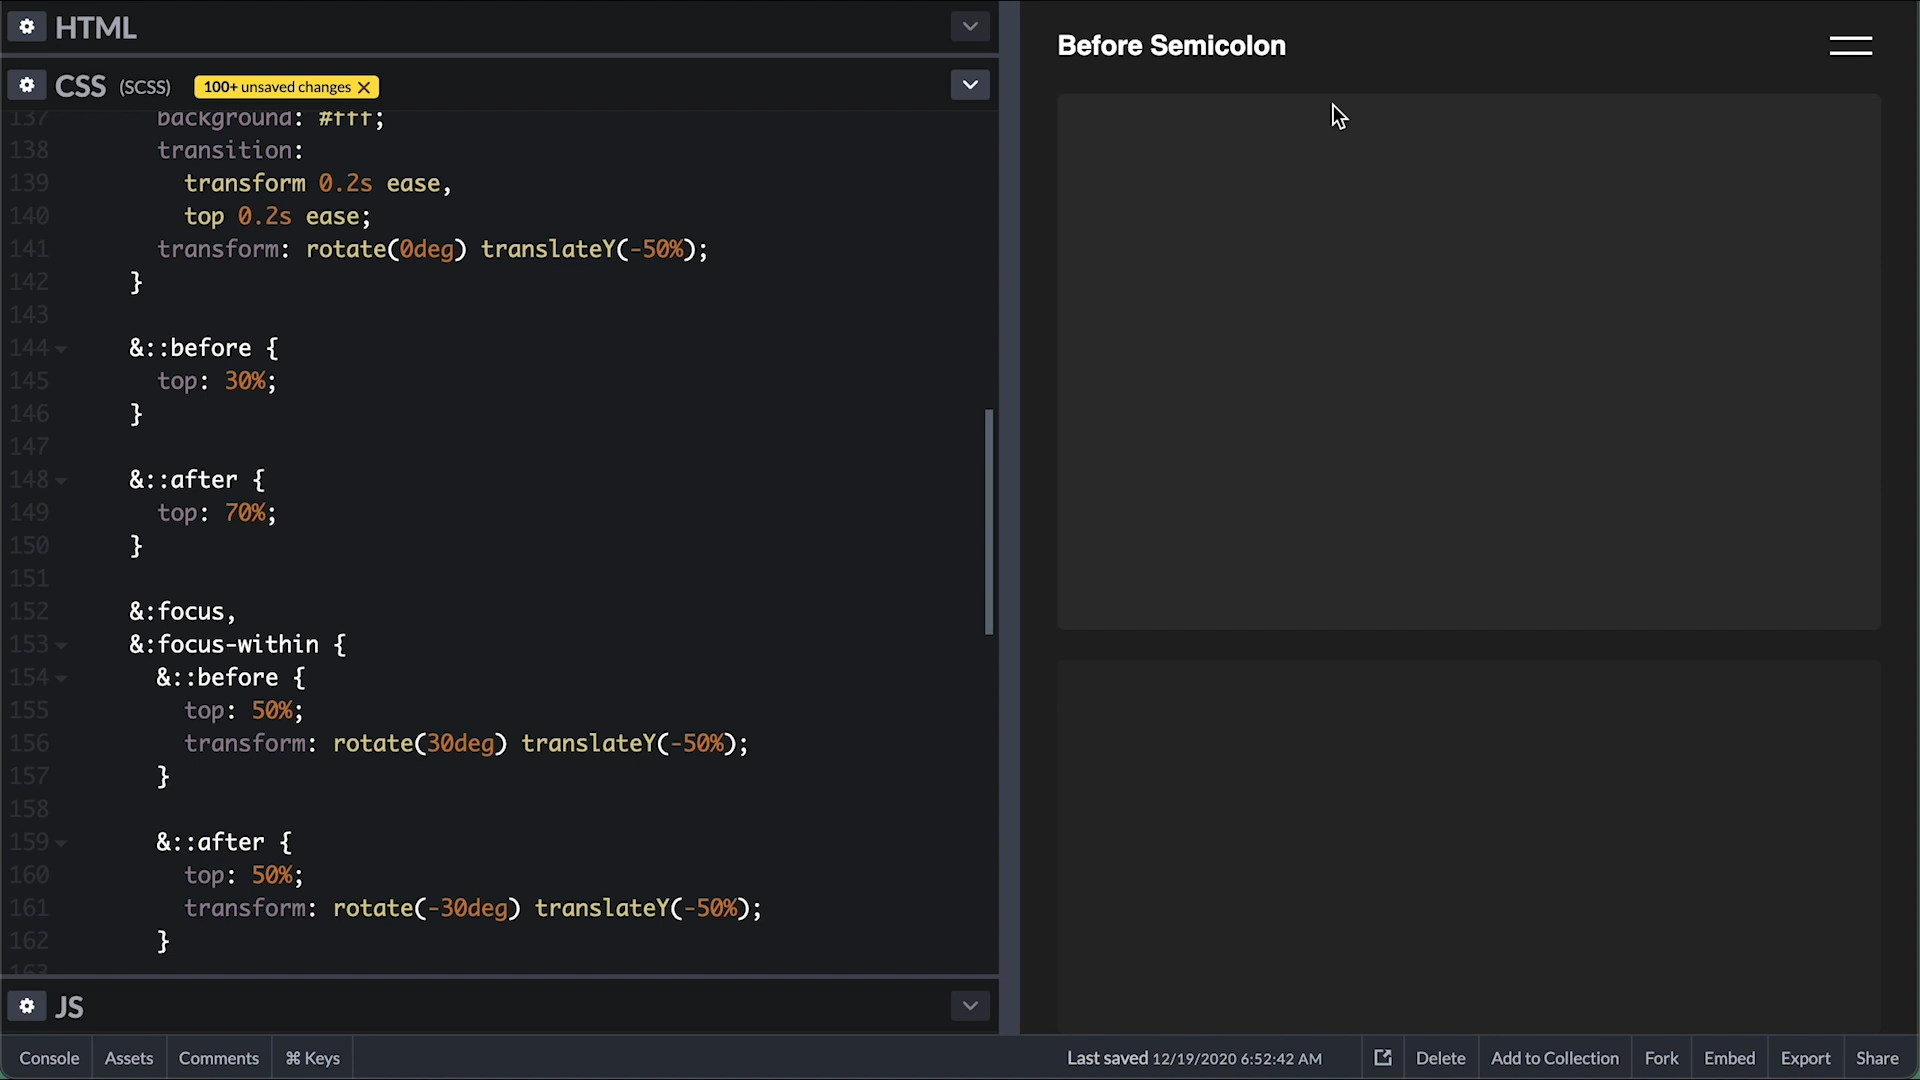 HTML
CSS (SCSS) 100+ unsaved changes
137 background: #fff;
138 transition:
139 transform 0.2s ease,
140 top 0.2s ease;
141 transform: rotate(0deg) translateY(-50%);
142 }
143
144 &::before {
145 top: 30%;
146 }
147
148 &::after {
149 top: 70%;
150 }
151
152 &:focus,
153 &:focus-within {
154 &::before {
155 top: 50%;
156 transform: rotate(30deg) translateY(-50%);
157 }
158
159 &::after {
160 top: 50%;
161 transform: rotate(-30deg) translateY(-50%);
162 }
163
JS
Before Semicolon
Console Assets Comments ⌘ Keys Last saved 12/19/2020 6:52:42 AM Delete Add to Collection Fork Embed Export Share